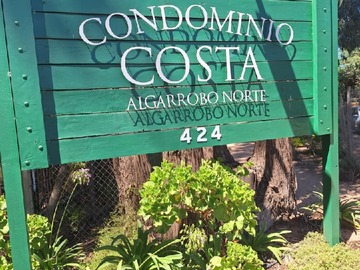 CONDOMINIO
COSTA
ALGARROBO NORTE
424